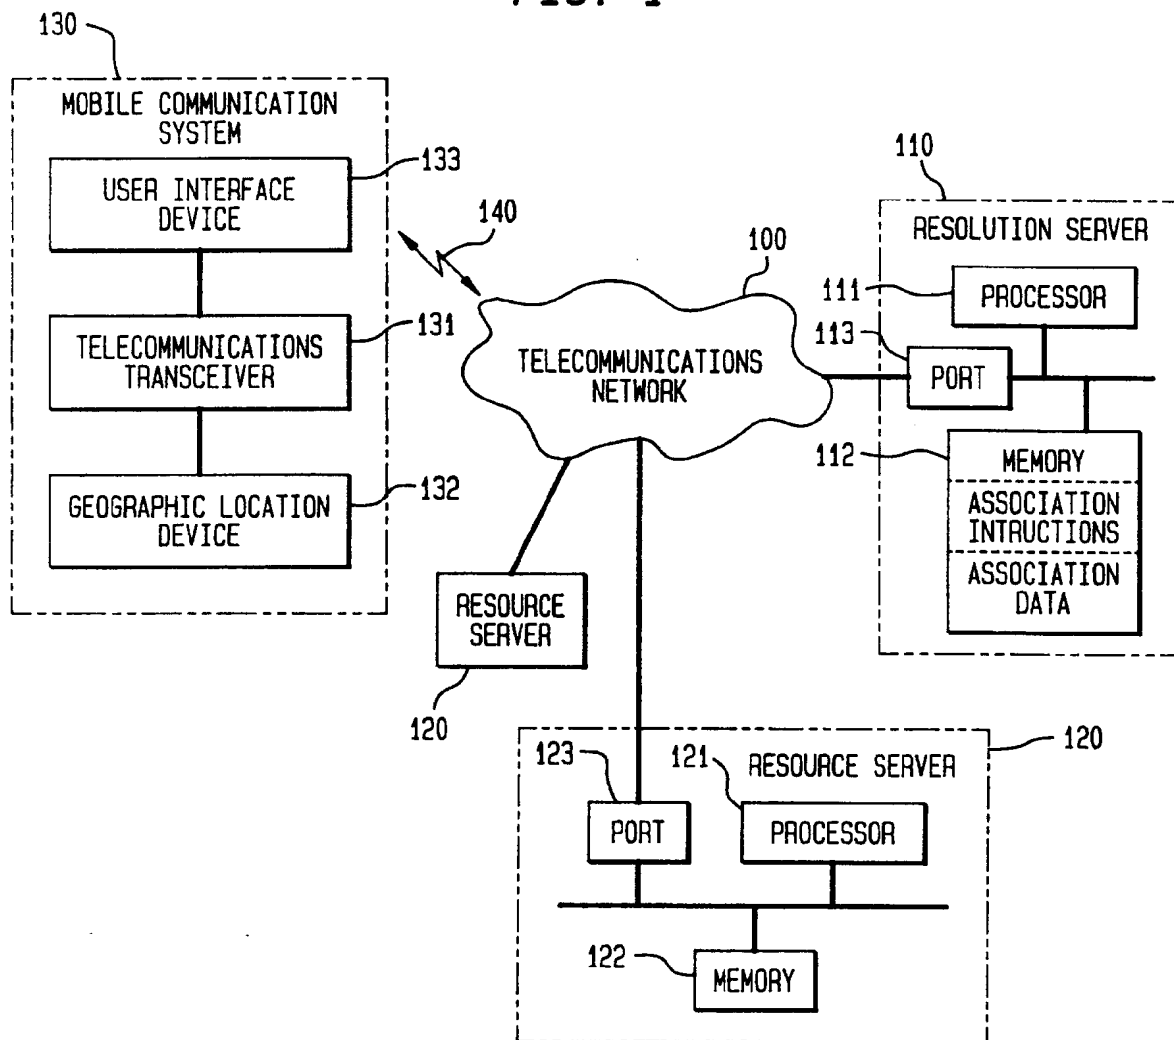 FIG. 1
130
MOBILE COMMUNICATION
SYSTEM
133
USER INTERFACE
DEVICE
140
131
TELECOMMUNICATIONS
TRANSCEIVER
132
GEOGRAPHIC LOCATION
DEVICE
100
TELECOMMUNICATIONS
NETWORK
110
RESOLUTION SERVER
111
PROCESSOR
113
PORT
112
MEMORY
ASSOCIATION
INTRUCTIONS
ASSOCIATION
DATA
RESOURCE
SERVER
120
120
RESOURCE SERVER
123
PORT
121
PROCESSOR
122
MEMORY